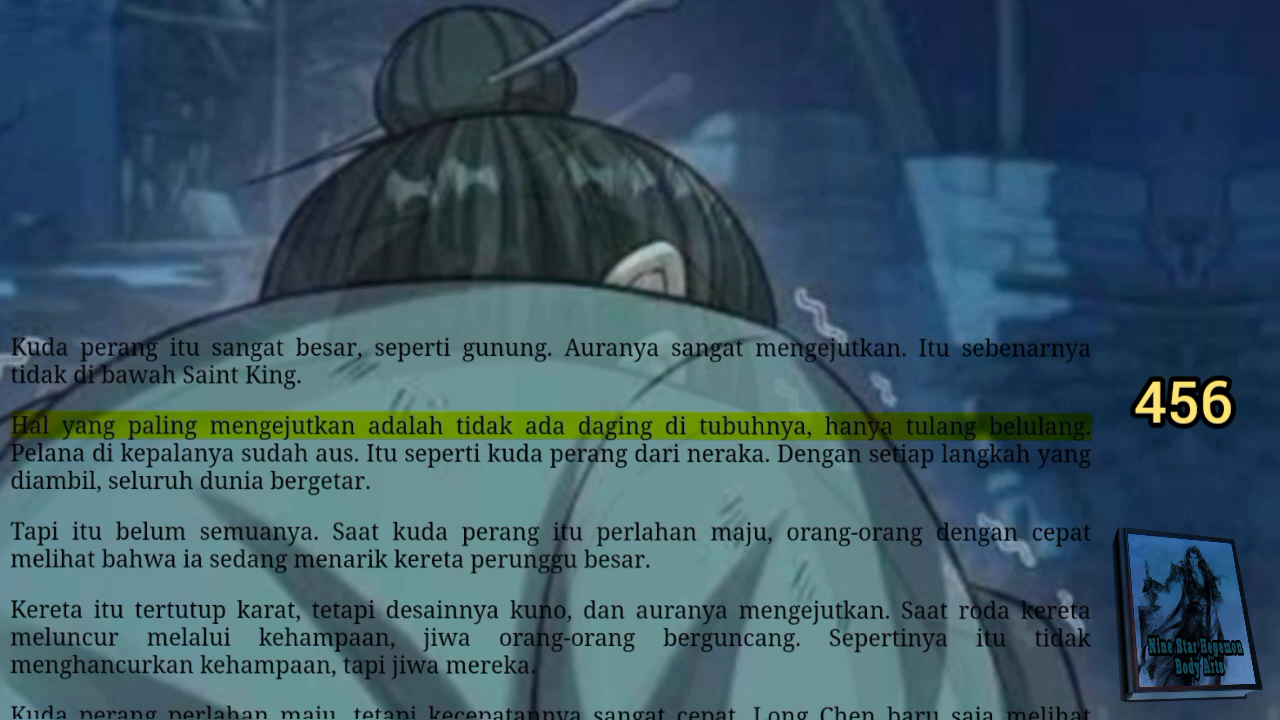 Kuda perang itu sangat besar, seperti gunung. Auranya sangat mengejutkan. Itu sebenarnya
tidak di bawah Saint King.
Hal yang paling mengejutkan adalah tidak ada daging di tubuhnya, hanya tulang belulang.
Pelana di kepalanya sudah aus. Itu seperti kuda perang dari neraka. Dengan setiap langkah yang
diambil, seluruh dunia bergetar.
Tapi itu belum semuanya. Saat kuda perang itu perlahan maju, orang-orang dengan cepat
melihat bahwa ia sedang menarik kereta perunggu besar.
Kereta itu tertutup karat, tetapi desainnya kuno, dan auranya mengejutkan. Saat roda kereta
meluncur melalui kehampaan, jiwa orang-orang berguncang. Sepertinya itu tidak
menghancurkan kehampaan, tapi jiwa mereka.
Kuda perang perlahan maju, tetapi kecepatannya sangat cepat. Long Chen baru saja melihat
456
Nine Star Hegemon
Body Arts